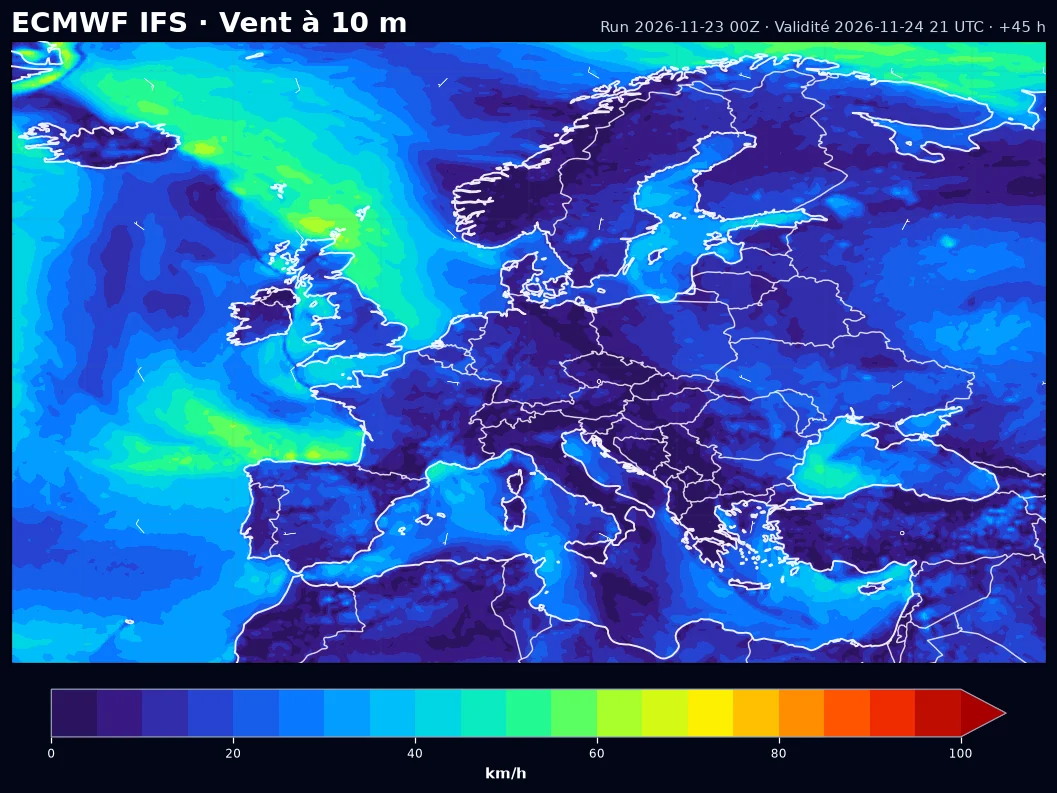 ECMWF IFS · Vent à 10 m
Run 2026-11-23 00Z · Validité 2026-11-24 21 UTC · +45 h
0 20 40 60 80 100
km/h